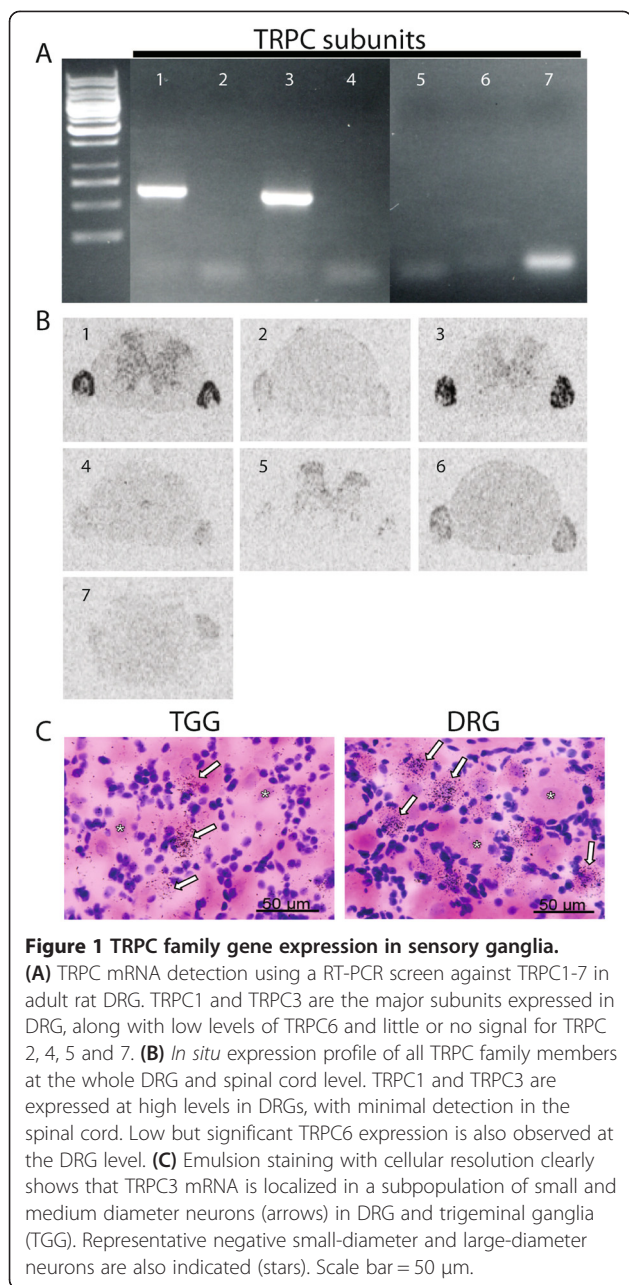 TRPC subunits
A
1 2 3 4 5 6 7
B
1 2 3
4 5 6
7
C
TGG DRG
* * * *
50 µm 50 µm
Figure 1 TRPC family gene expression in sensory ganglia.
(A) TRPC mRNA detection using a RT-PCR screen against TRPC1-7 in
adult rat DRG. TRPC1 and TRPC3 are the major subunits expressed in
DRG, along with low levels of TRPC6 and little or no signal for TRPC
2, 4, 5 and 7. (B) In situ expression profile of all TRPC family members
at the whole DRG and spinal cord level. TRPC1 and TRPC3 are
expressed at high levels in DRGs, with minimal detection in the
spinal cord. Low but significant TRPC6 expression is also observed at
the DRG level. (C) Emulsion staining with cellular resolution clearly
shows that TRPC3 mRNA is localized in a subpopulation of small and
medium diameter neurons (arrows) in DRG and trigeminal ganglia
(TGG). Representative negative small-diameter and large-diameter
neurons are also indicated (stars). Scale bar = 50 µm.